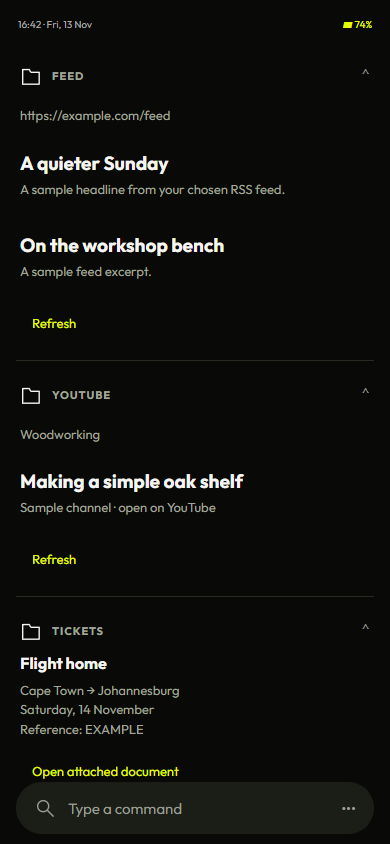 16:42 · Fri, 13 Nov
74%
FEED
https://example.com/feed
A quieter Sunday
A sample headline from your chosen RSS feed.
On the workshop bench
A sample feed excerpt.
Refresh
YOUTUBE
Woodworking
Making a simple oak shelf
Sample channel · open on YouTube
Refresh
TICKETS
Flight home
Cape Town → Johannesburg
Saturday, 14 November
Reference: EXAMPLE
Open attached document
Type a command